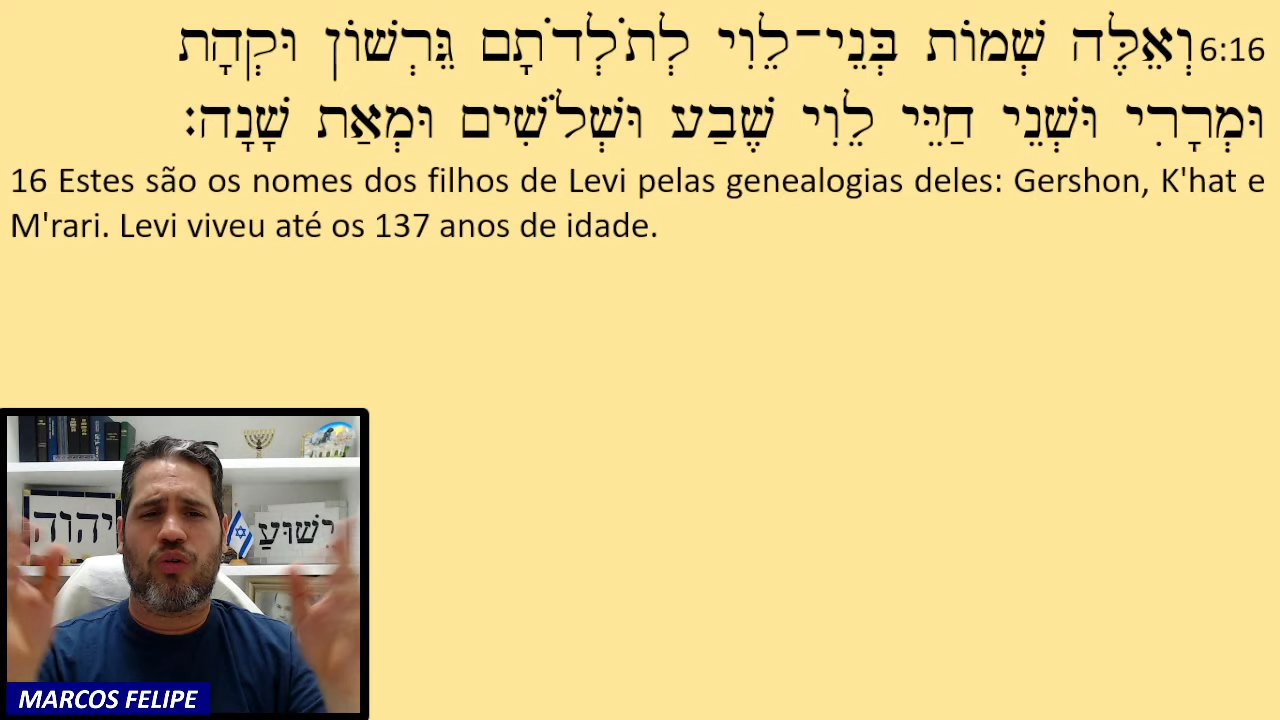 6:16 וְאֵלֶּה שְׁמוֹת בְּנֵי־לֵוִי לְתֹלְדֹתָם גֵּרְשׁוֹן וּקְהָת
וּמְרָרִי וּשְׁנֵי חַיֵּי לֵוִי שֶׁבַע וּשְׁלֹשִׁים וּמְאַת שָׁנָה׃
16 Estes são os nomes dos filhos de Levi pelas genealogias deles: Gershon, K'hat e
M'rari. Levi viveu até os 137 anos de idade.
יהוה
ישׁוּעַ
MARCOS FELIPE